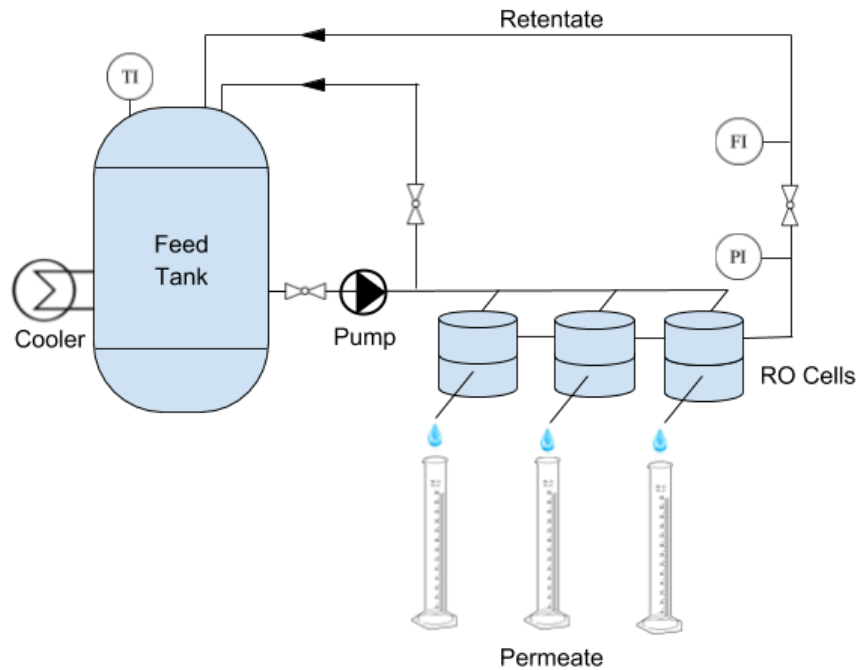 Retentate
TI
FI
Feed
Tank
PI
Cooler
Pump
RO Cells
Permeate